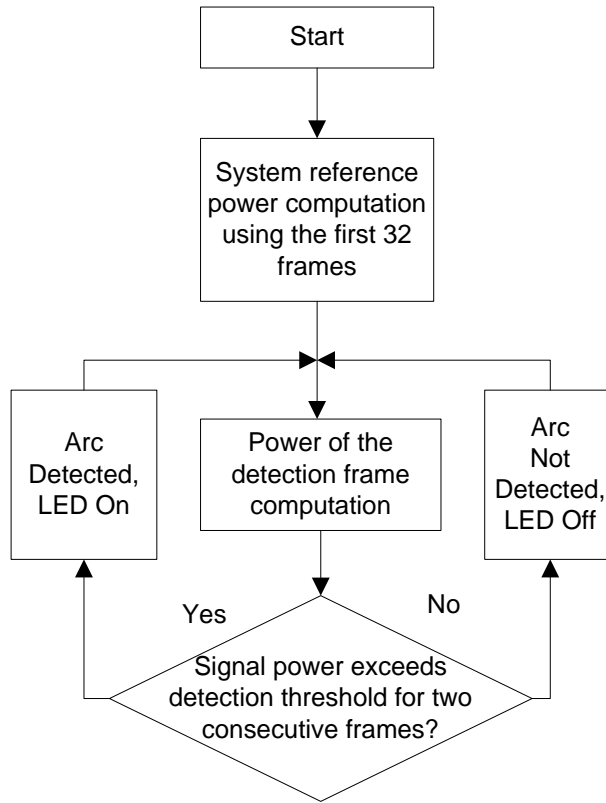 Start
System reference
power computation
using the first 32
frames
Arc
Detected,
LED On
Power of the
detection frame
computation
Arc
Not
Detected,
LED Off
Yes
No
Signal power exceeds
detection threshold for two
consecutive frames?